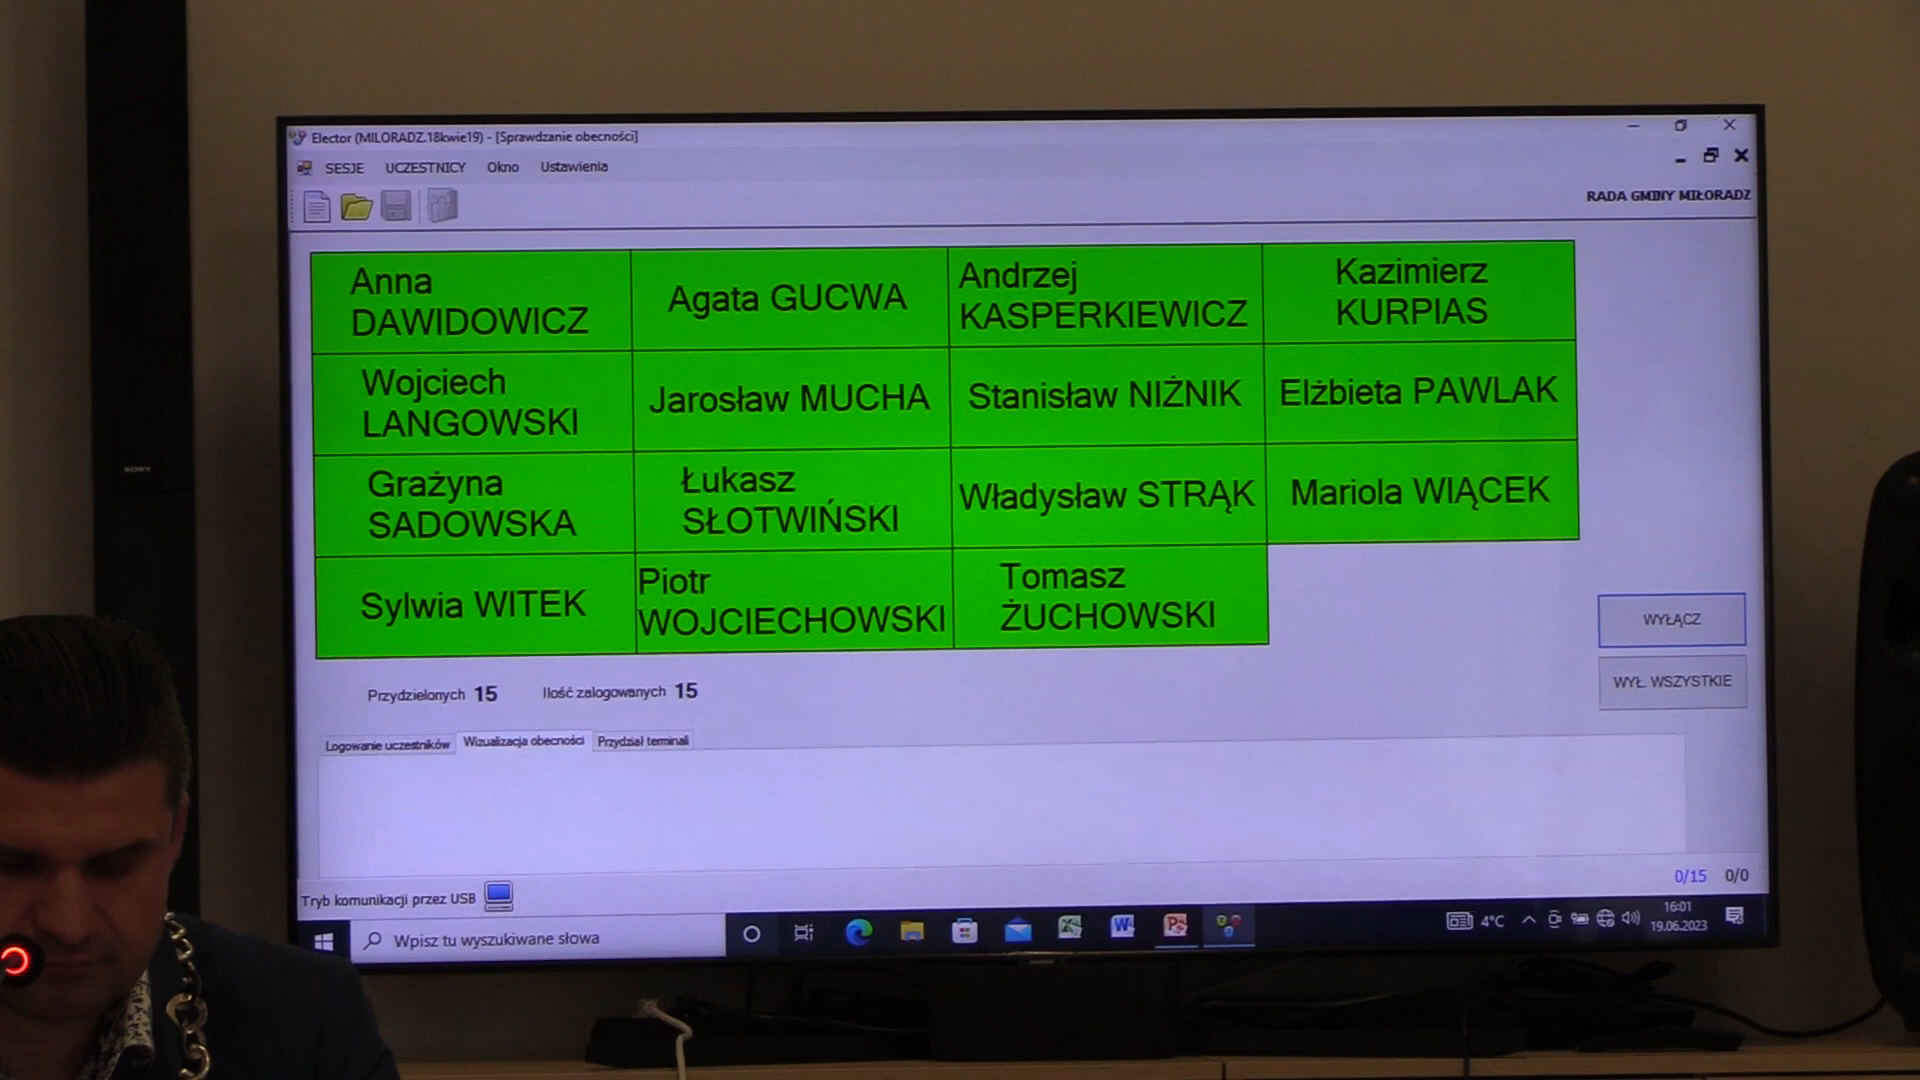 Elector (MILORADZ.18kwie19) - [Sprawdzanie obecności]
SESJE UCZESTNICY Okno Ustawienia
RADA GMINY MIŁORADZ
Anna
DAWIDOWICZ
Agata GUCWA
Andrzej
KASPERKIEWICZ
Kazimierz
KURPIAS
Wojciech
LANGOWSKI
Jarosław MUCHA
Stanisław NIŻNIK
Elżbieta PAWLAK
Grażyna
SADOWSKA
Łukasz
SŁOTWIŃSKI
Władysław STRĄK
Mariola WIĄCEK
Sylwia WITEK
Piotr
WOJCIECHOWSKI
Tomasz
ŻUCHOWSKI
WYŁĄCZ
WYŁ. WSZYSTKIE
Przydzielonych 15 Ilość zalogowanych 15
Logowanie uczestników Wizualizacja obecności Przydział terminali
0/15 0/0
Tryb komunikacji przez USB
Wpisz tu wyszukiwane słowa
4°C
16:01
19.06.2023
SONY